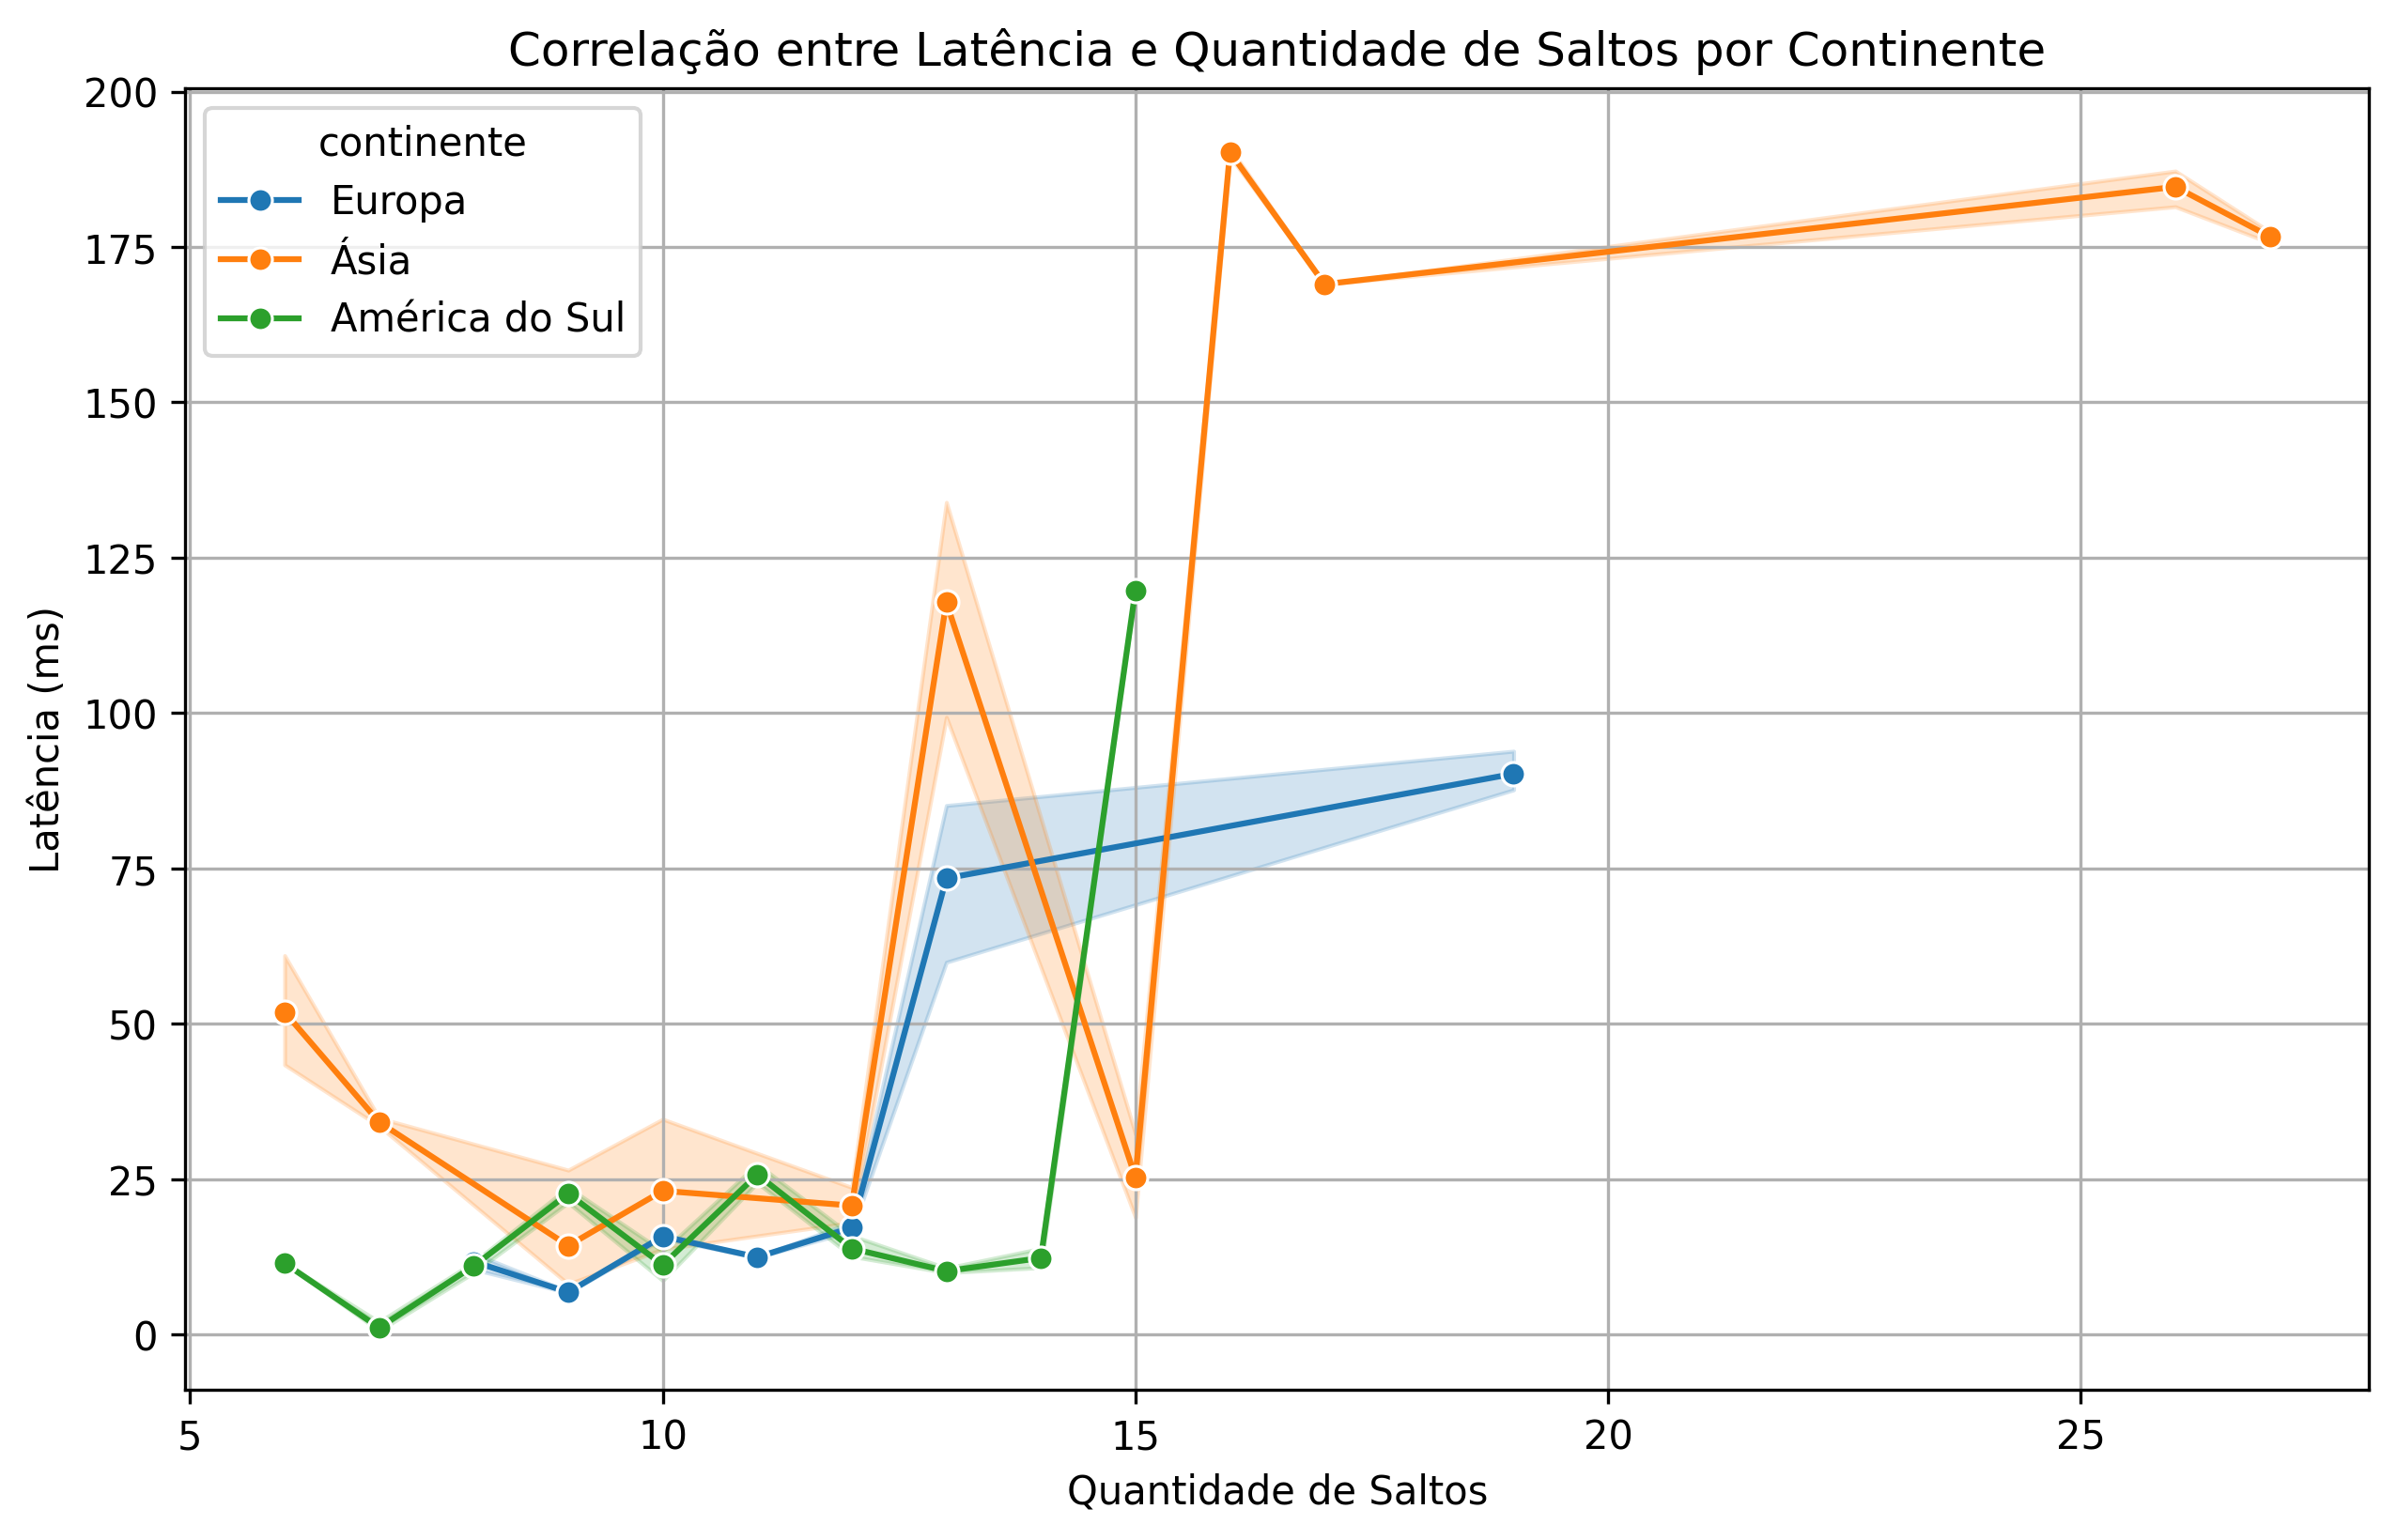 Correlação entre Latência e Quantidade de Saltos por Continente
200
175
150
125
100
75
50
25
0
Latência (ms)
continente
Europa
Ásia
América do Sul
5 10 15 20 25
Quantidade de Saltos